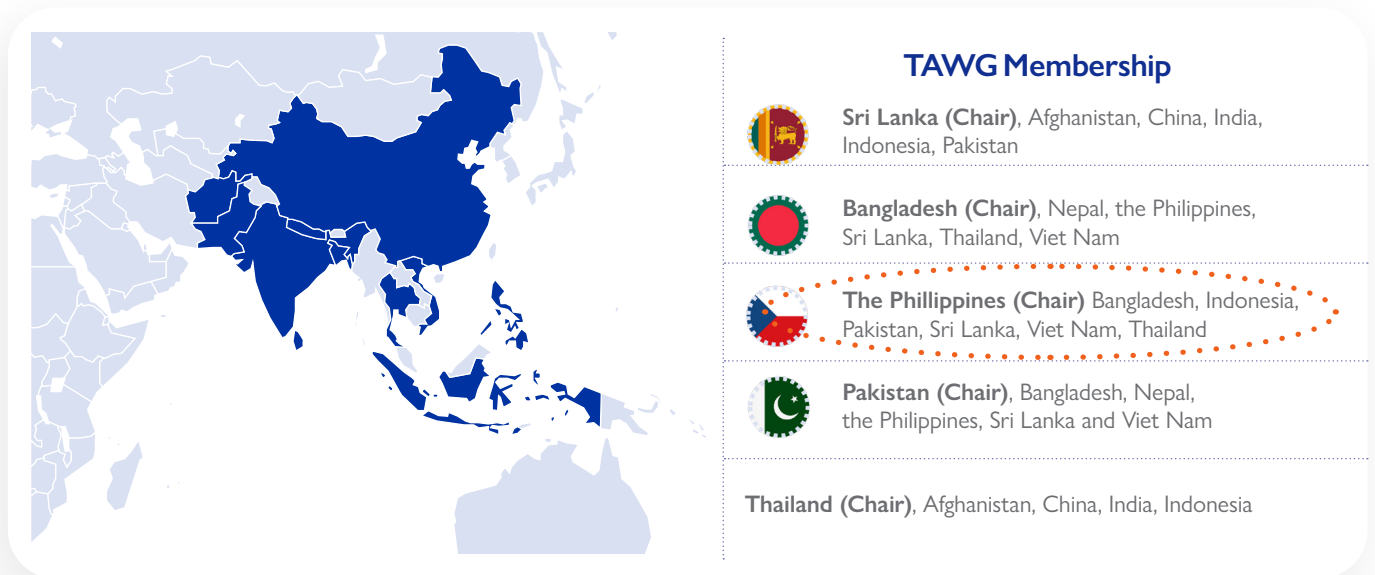 TAWG Membership
Sri Lanka (Chair), Afghanistan, China, India,
Indonesia, Pakistan
Bangladesh (Chair), Nepal, the Philippines,
Sri Lanka, Thailand, Viet Nam
The Phillippines (Chair) Bangladesh, Indonesia,
Pakistan, Sri Lanka, Viet Nam, Thailand
Pakistan (Chair), Bangladesh, Nepal,
the Philippines, Sri Lanka and Viet Nam
Thailand (Chair), Afghanistan, China, India, Indonesia